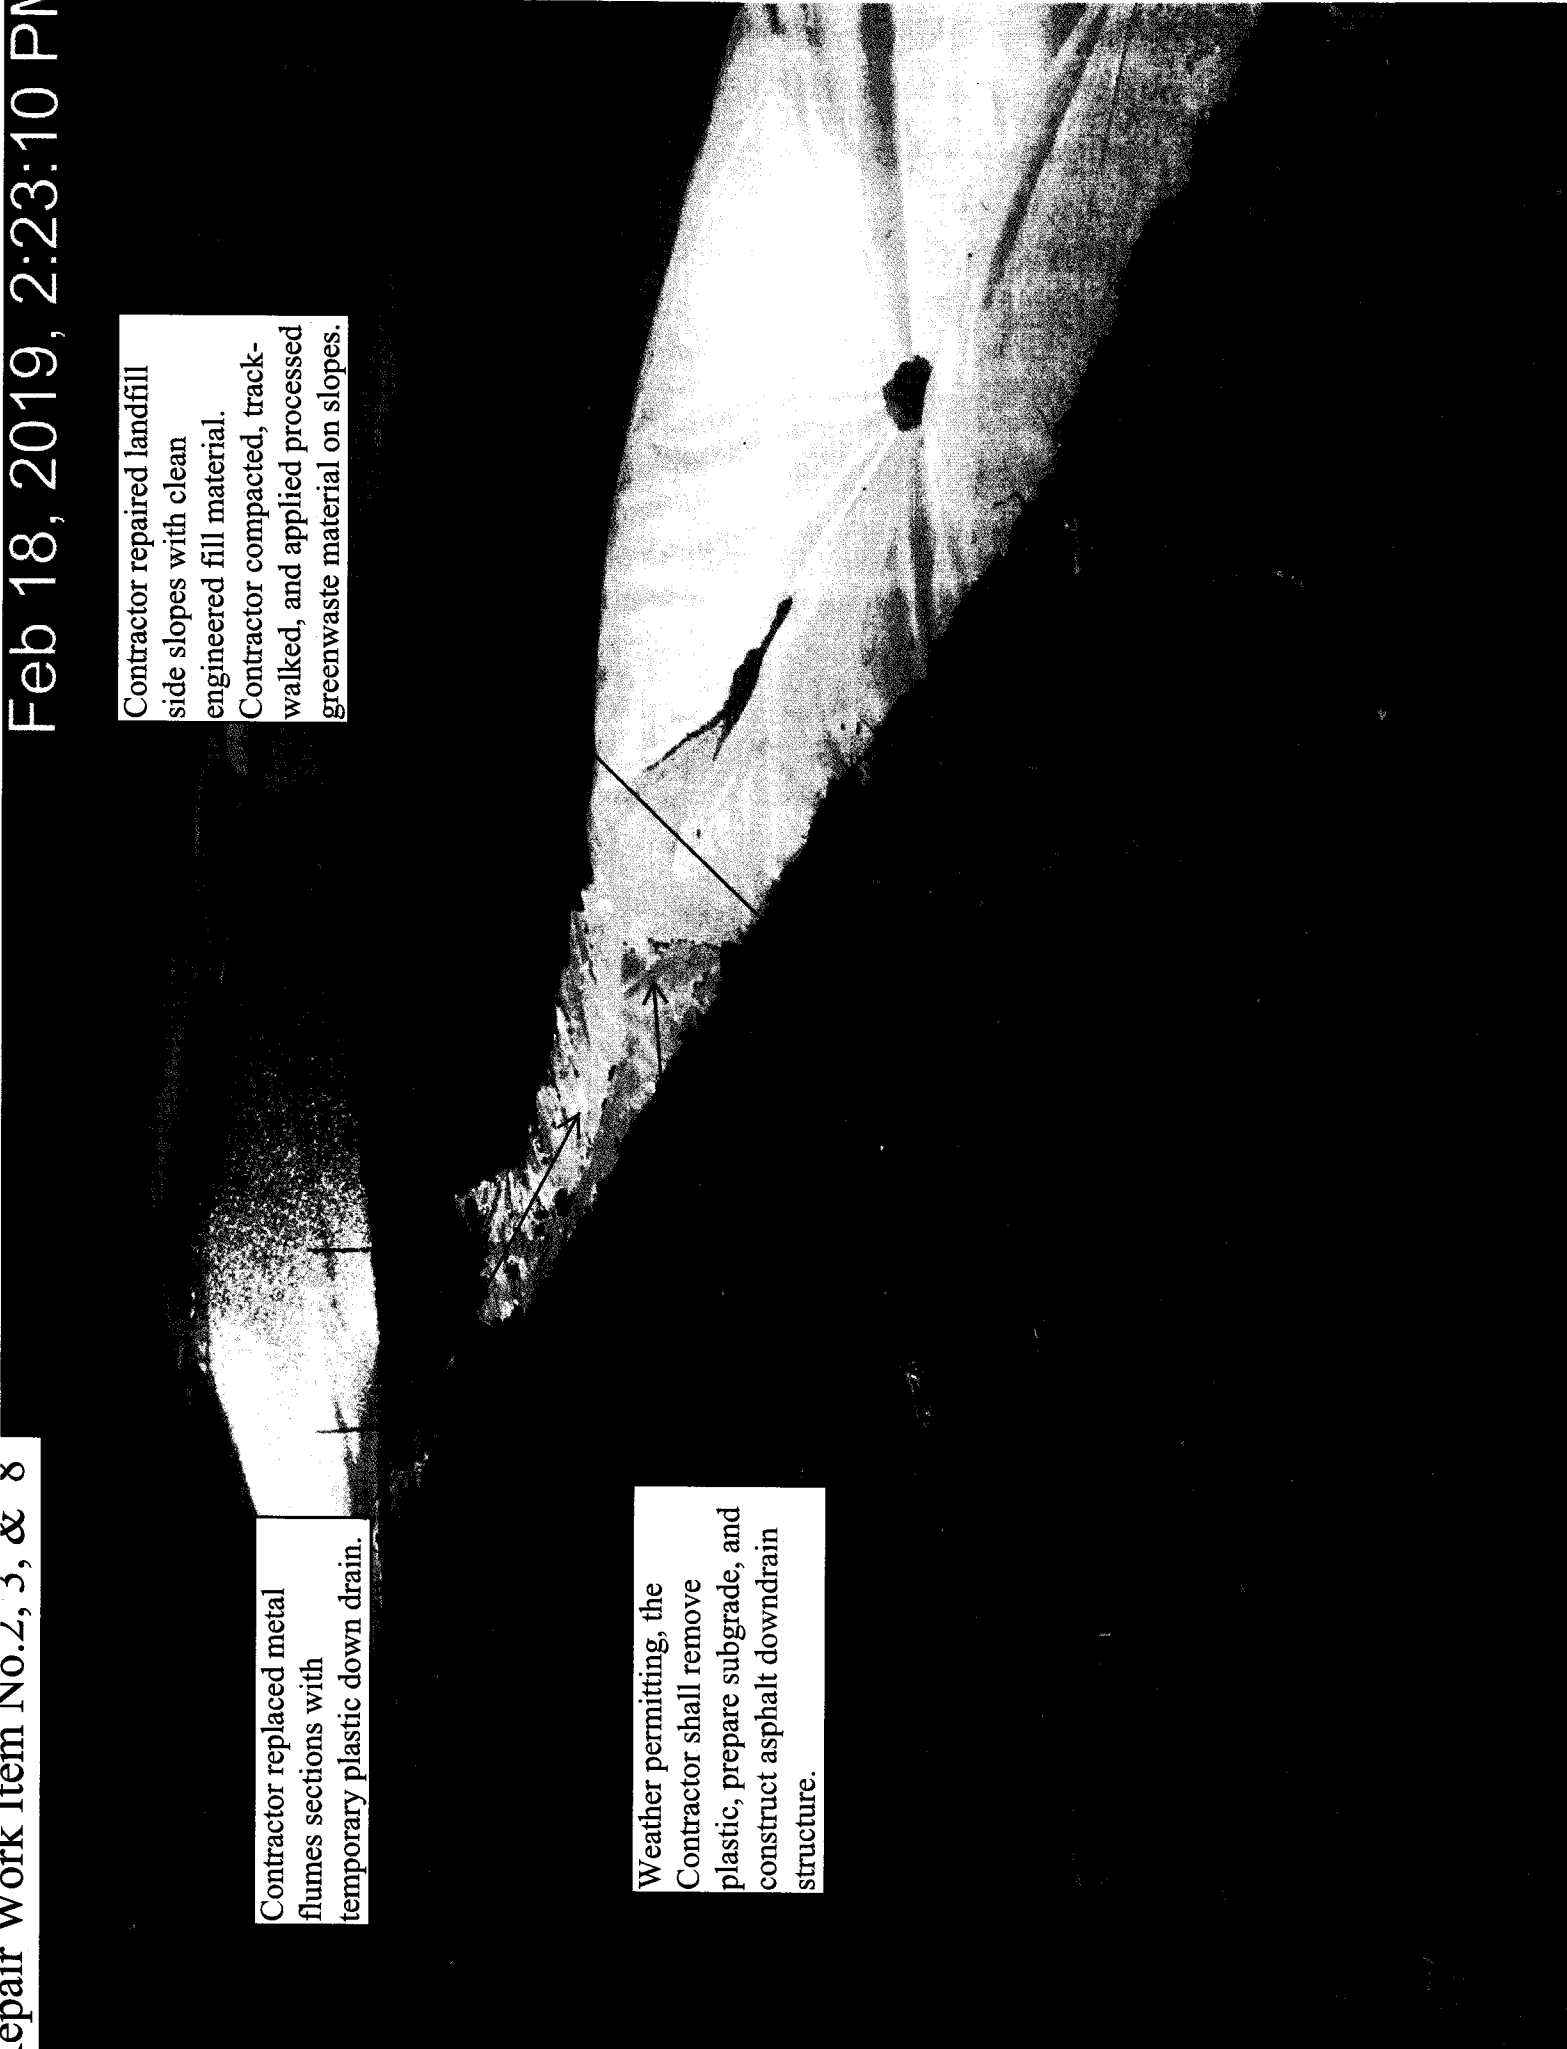 epair Work Item No.2, 3, & 8
Feb 18, 2019, 2:23:10 PM
Contractor replaced metal
flumes sections with
temporary plastic down drain.
Contractor repaired landfill
side slopes with clean
engineered fill material.
Contractor compacted, track-
walked, and applied processed
greenwaste material on slopes.
Weather permitting, the
Contractor shall remove
plastic, prepare subgrade, and
construct asphalt downdrain
structure.